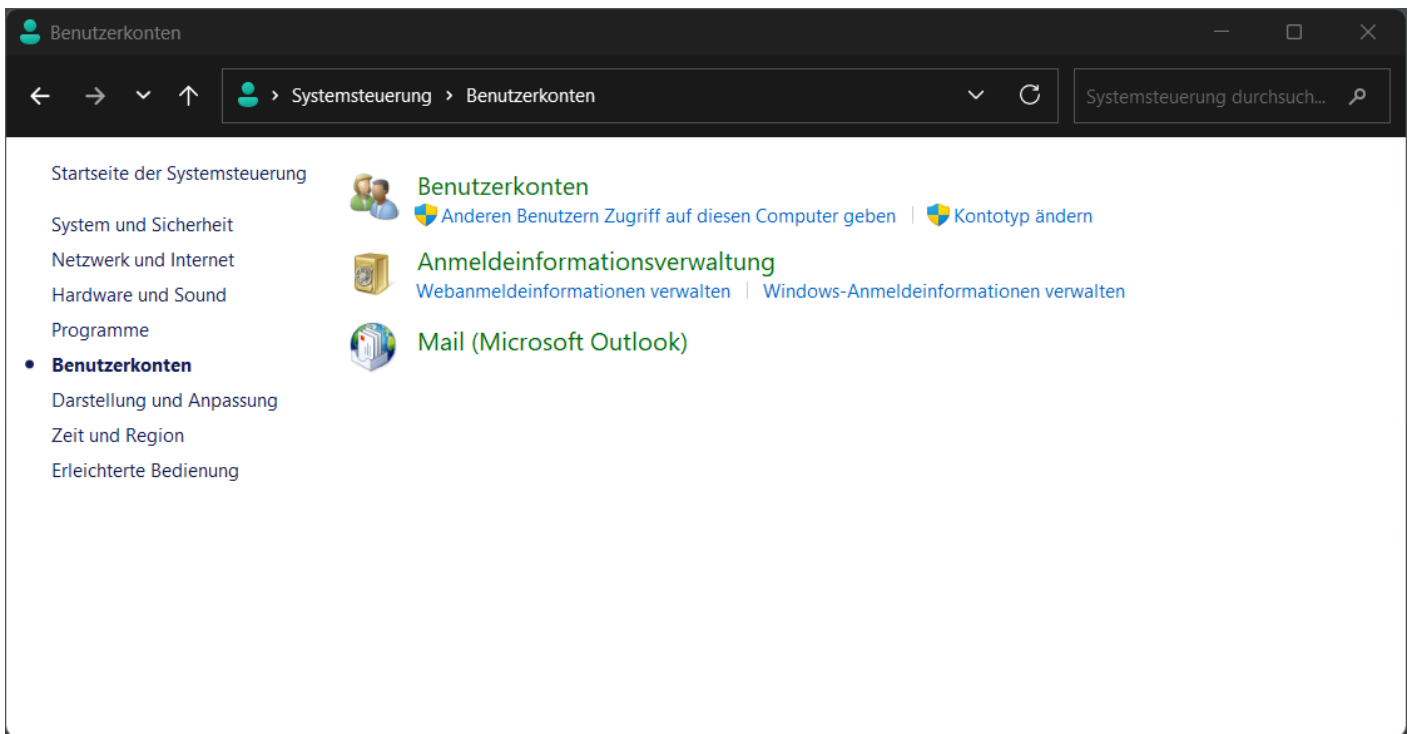 Benutzerkonten
Systemsteuerung > Benutzerkonten
Systemsteuerung durchsuch...
Startseite der Systemsteuerung
System und Sicherheit
Netzwerk und Internet
Hardware und Sound
Programme
Benutzerkonten
Darstellung und Anpassung
Zeit und Region
Erleichterte Bedienung
Benutzerkonten
Anderen Benutzern Zugriff auf diesen Computer geben | Kontotyp ändern
Anmeldeinformationsverwaltung
Webanmeldeinformationen verwalten | Windows-Anmeldeinformationen verwalten
Mail (Microsoft Outlook)